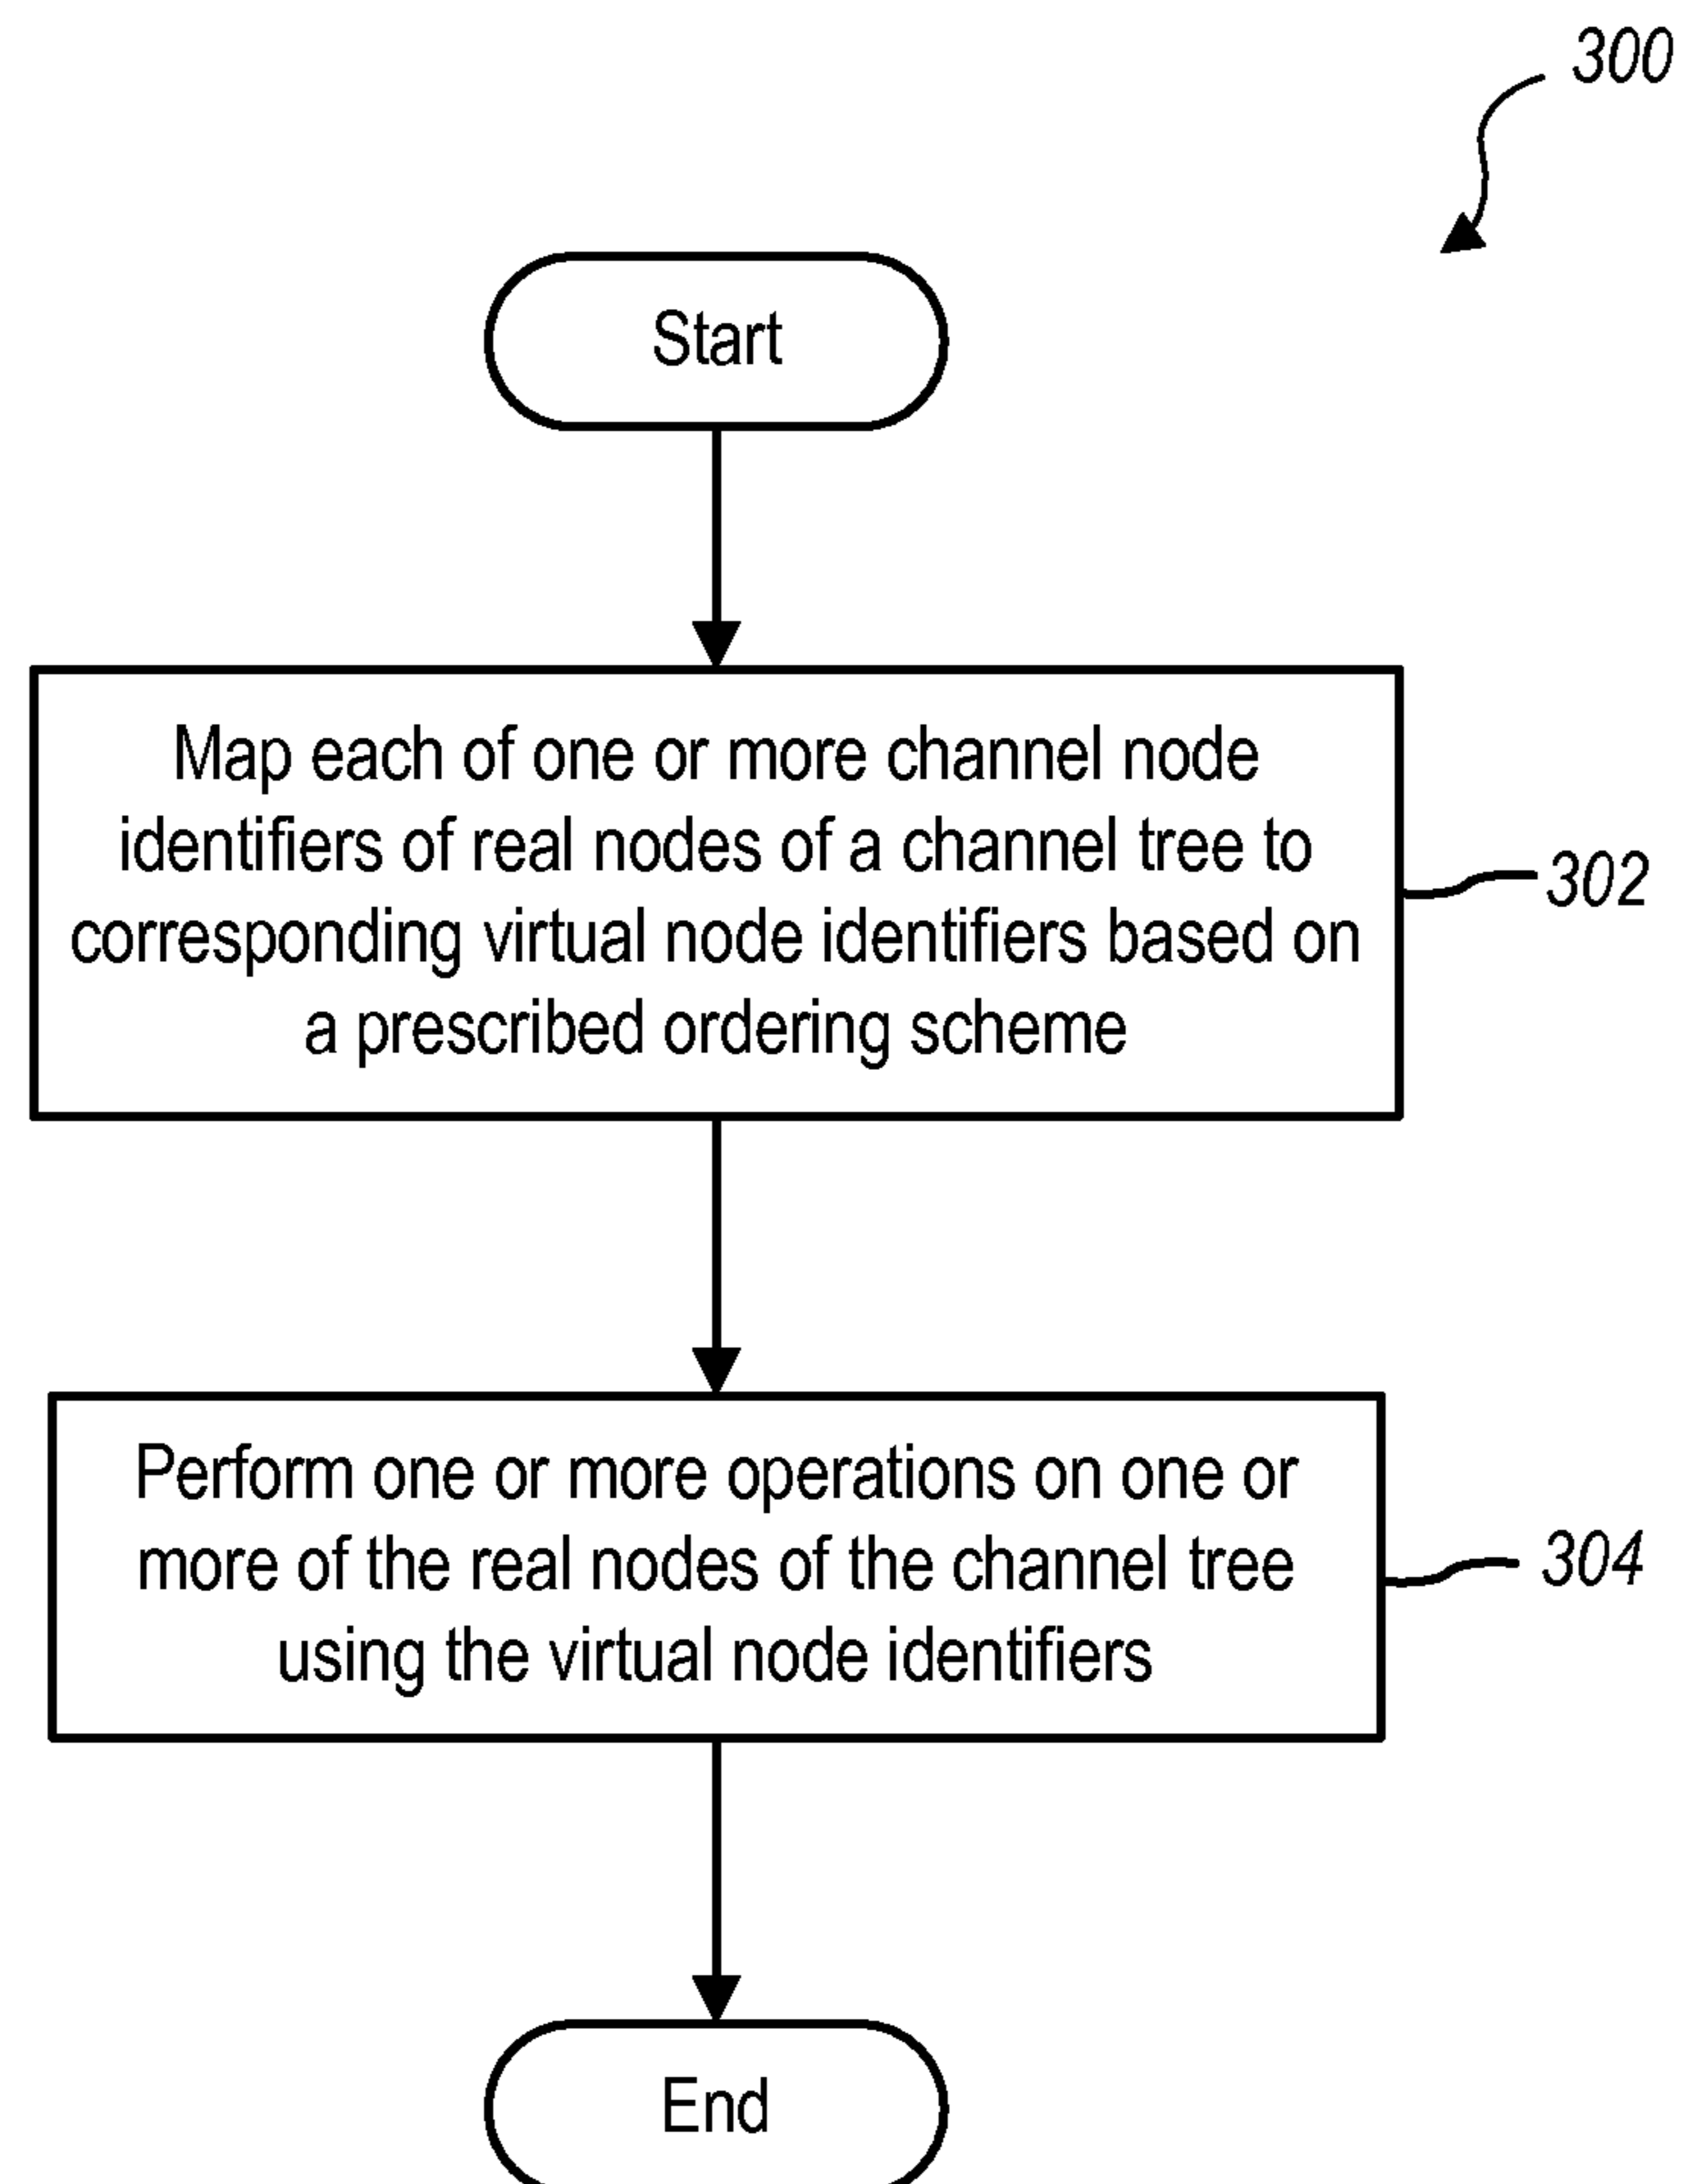 300
Start
Map each of one or more channel node
identifiers of real nodes of a channel tree to
corresponding virtual node identifiers based on
a prescribed ordering scheme
302
Perform one or more operations on one or
more of the real nodes of the channel tree
using the virtual node identifiers
304
End